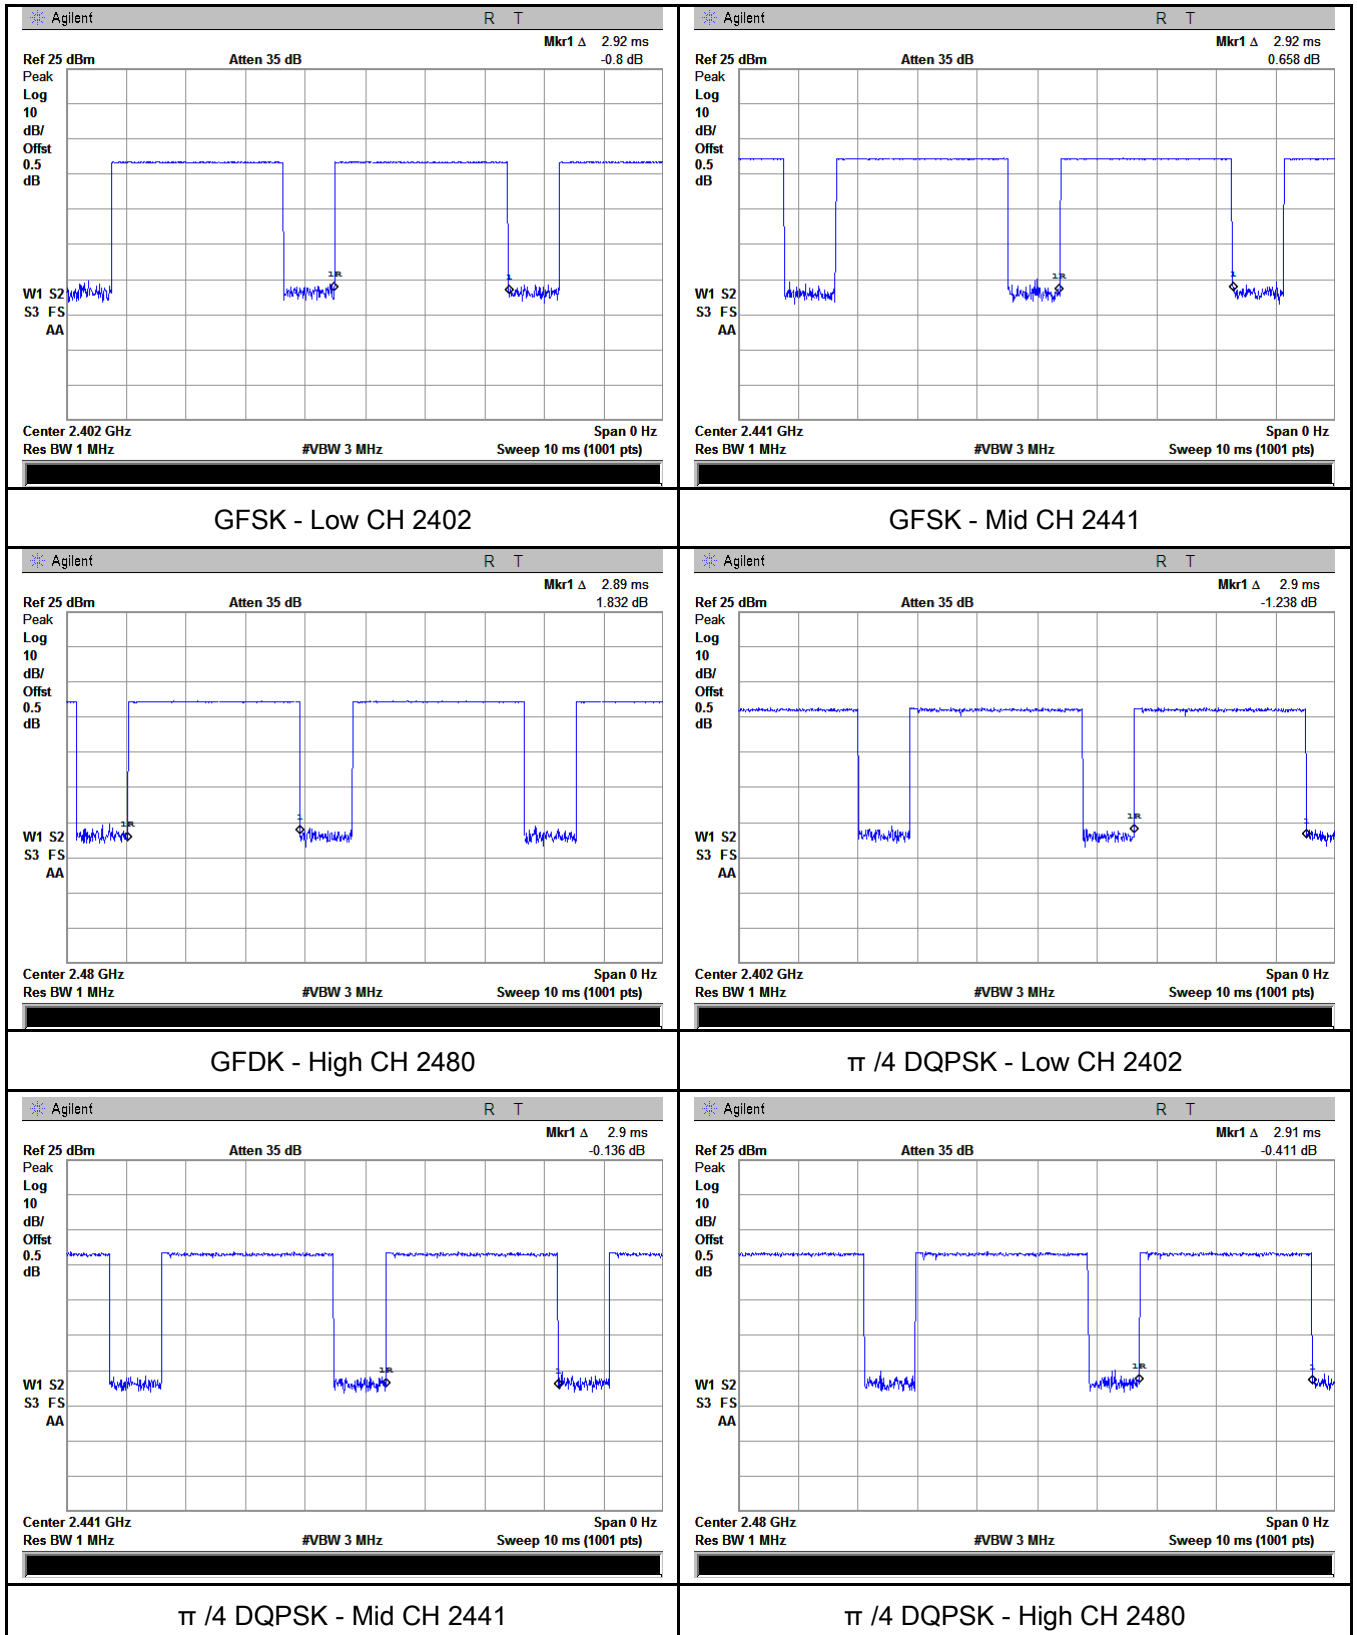 Agilent R T
Mkr1 Δ 2.92 ms
Ref 25 dBm Atten 35 dB -0.8 dB
Peak
Log
10
dB/
Offst
0.5
dB
1R
1
W1 S2
S3 FS
AA
Center 2.402 GHz Span 0 Hz
Res BW 1 MHz #VBW 3 MHz Sweep 10 ms (1001 pts)
GFSK - Low CH 2402
Agilent R T
Mkr1 Δ 2.92 ms
Ref 25 dBm Atten 35 dB 0.658 dB
Peak
Log
10
dB/
Offst
0.5
dB
1R
1
W1 S2
S3 FS
AA
Center 2.441 GHz Span 0 Hz
Res BW 1 MHz #VBW 3 MHz Sweep 10 ms (1001 pts)
GFSK - Mid CH 2441
Agilent R T
Mkr1 Δ 2.89 ms
Ref 25 dBm Atten 35 dB 1.832 dB
Peak
Log
10
dB/
Offst
0.5
dB
1R
1
W1 S2
S3 FS
AA
Center 2.48 GHz Span 0 Hz
Res BW 1 MHz #VBW 3 MHz Sweep 10 ms (1001 pts)
GFDK - High CH 2480
Agilent R T
Mkr1 Δ 2.9 ms
Ref 25 dBm Atten 35 dB -1.238 dB
Peak
Log
10
dB/
Offst
0.5
dB
1R
1
W1 S2
S3 FS
AA
Center 2.402 GHz Span 0 Hz
Res BW 1 MHz #VBW 3 MHz Sweep 10 ms (1001 pts)
π /4 DQPSK - Low CH 2402
Agilent R T
Mkr1 Δ 2.9 ms
Ref 25 dBm Atten 35 dB -0.136 dB
Peak
Log
10
dB/
Offst
0.5
dB
1R
1
W1 S2
S3 FS
AA
Center 2.441 GHz Span 0 Hz
Res BW 1 MHz #VBW 3 MHz Sweep 10 ms (1001 pts)
π /4 DQPSK - Mid CH 2441
Agilent R T
Mkr1 Δ 2.91 ms
Ref 25 dBm Atten 35 dB -0.411 dB
Peak
Log
10
dB/
Offst
0.5
dB
1R
1
W1 S2
S3 FS
AA
Center 2.48 GHz Span 0 Hz
Res BW 1 MHz #VBW 3 MHz Sweep 10 ms (1001 pts)
π /4 DQPSK - High CH 2480